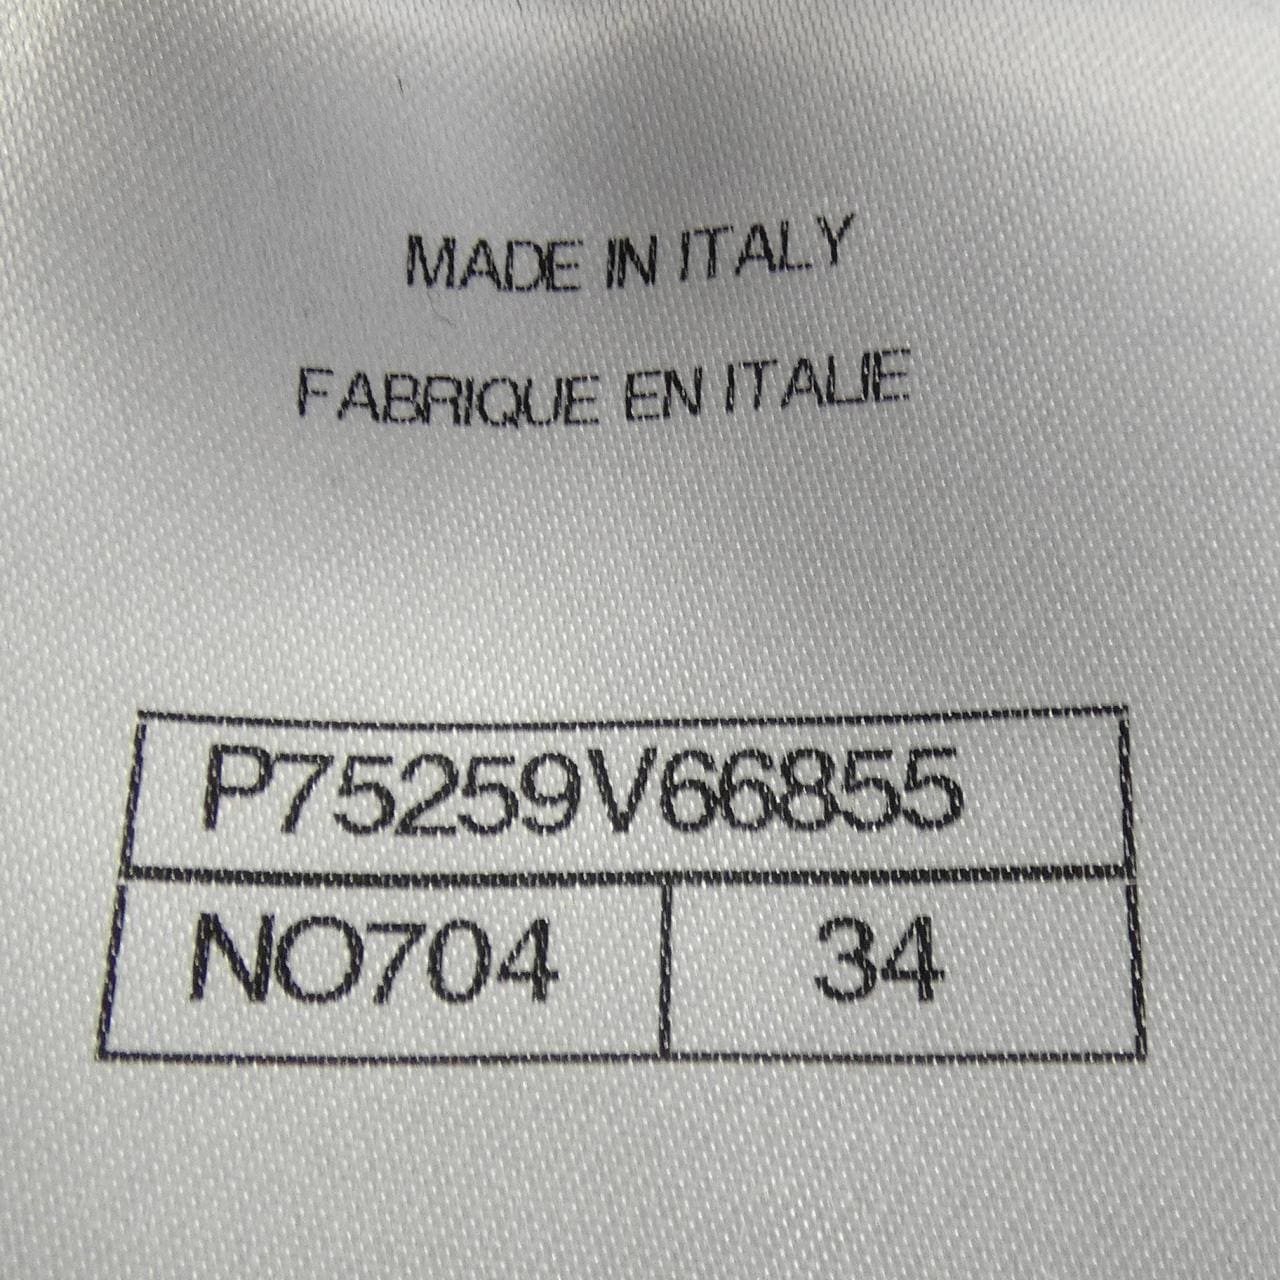 MADE IN ITALY
FABRIQUE EN ITALIE
P75259V66855
NO704 34